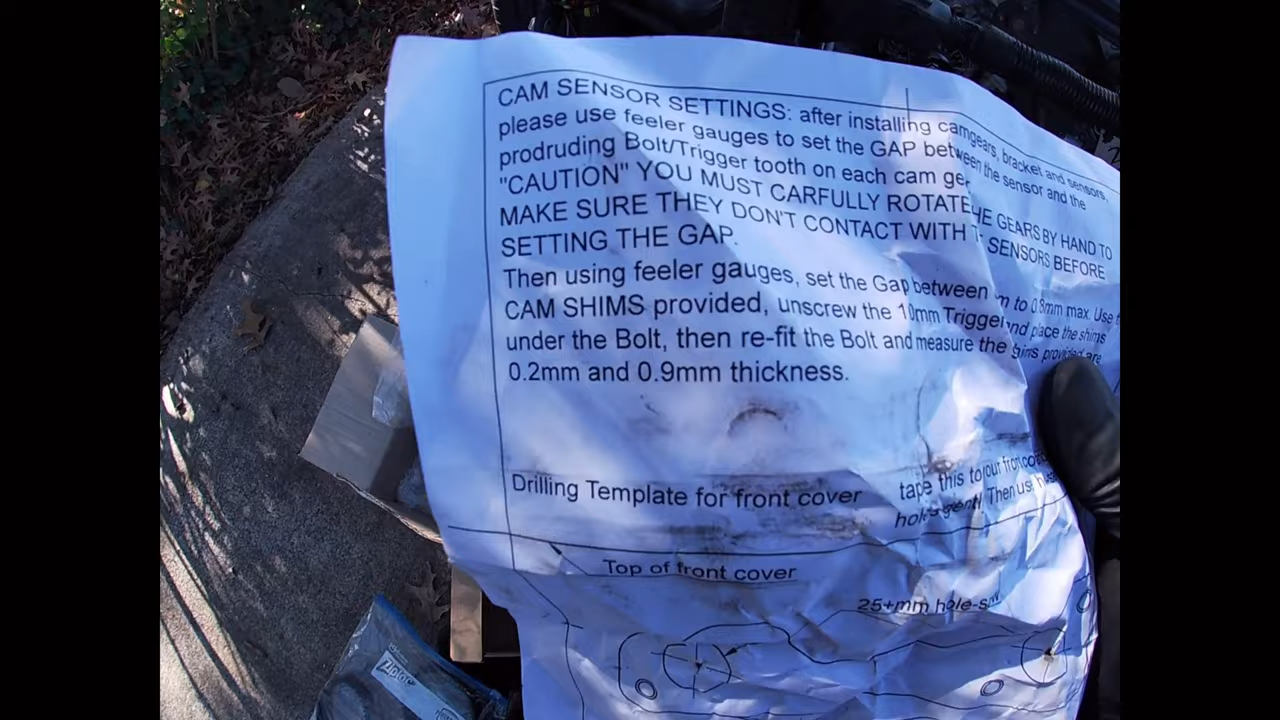 CAM SENSOR SETTINGS: after installing camgears, bracket and sensors,
please use feeler gauges to set the GAP between the sensor and the
prodruding Bolt/Trigger tooth on each cam
"CAUTION" YOU MUST CARFULLY ROTATE THE GEARS BY HAND TO
MAKE SURE THEY DON'T CONTACT WITH SENSORS BEFORE
SETTING THE GAP.
Then using feeler gauges, set the Gap between to 0.8mm max. Use
CAM SHIMS provided, unscrew the 10mm Trigger and place the shims
under the Bolt, then re-fit the Bolt and measure the provided are
0.2mm and 0.9mm thickness.
Drilling Template for front cover
tape this to your front
holes gently. Then use
Top of front cover
25+mm hole-saw
Ziploc